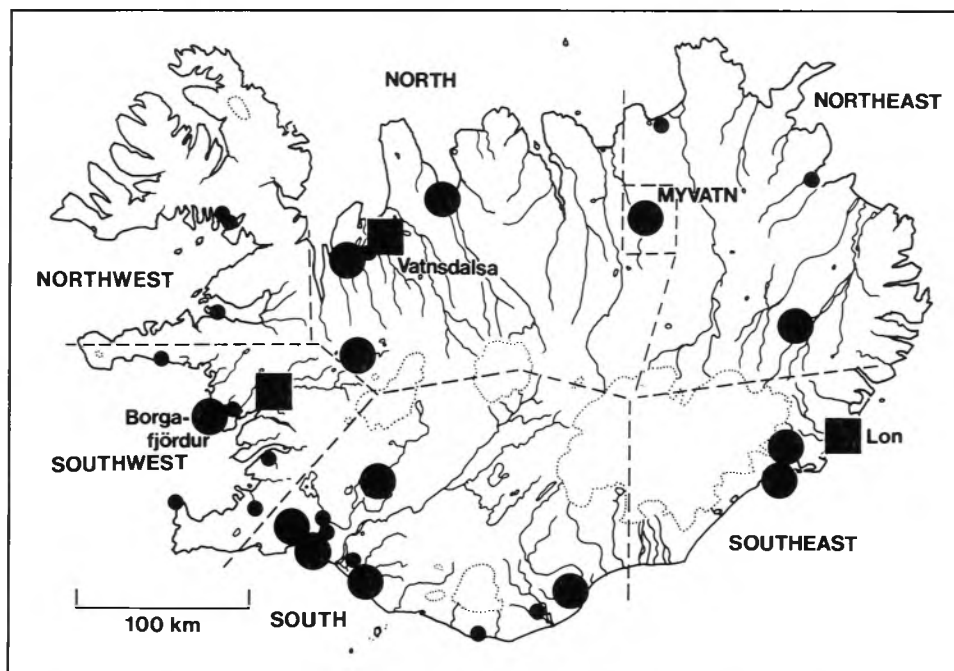 NORTH
NORTHEAST
MYVATN
Vatnsdalsa
NORTHWEST
Borga-
fjördur
SOUTHWEST
Lon
SOUTHEAST
SOUTH
100 km